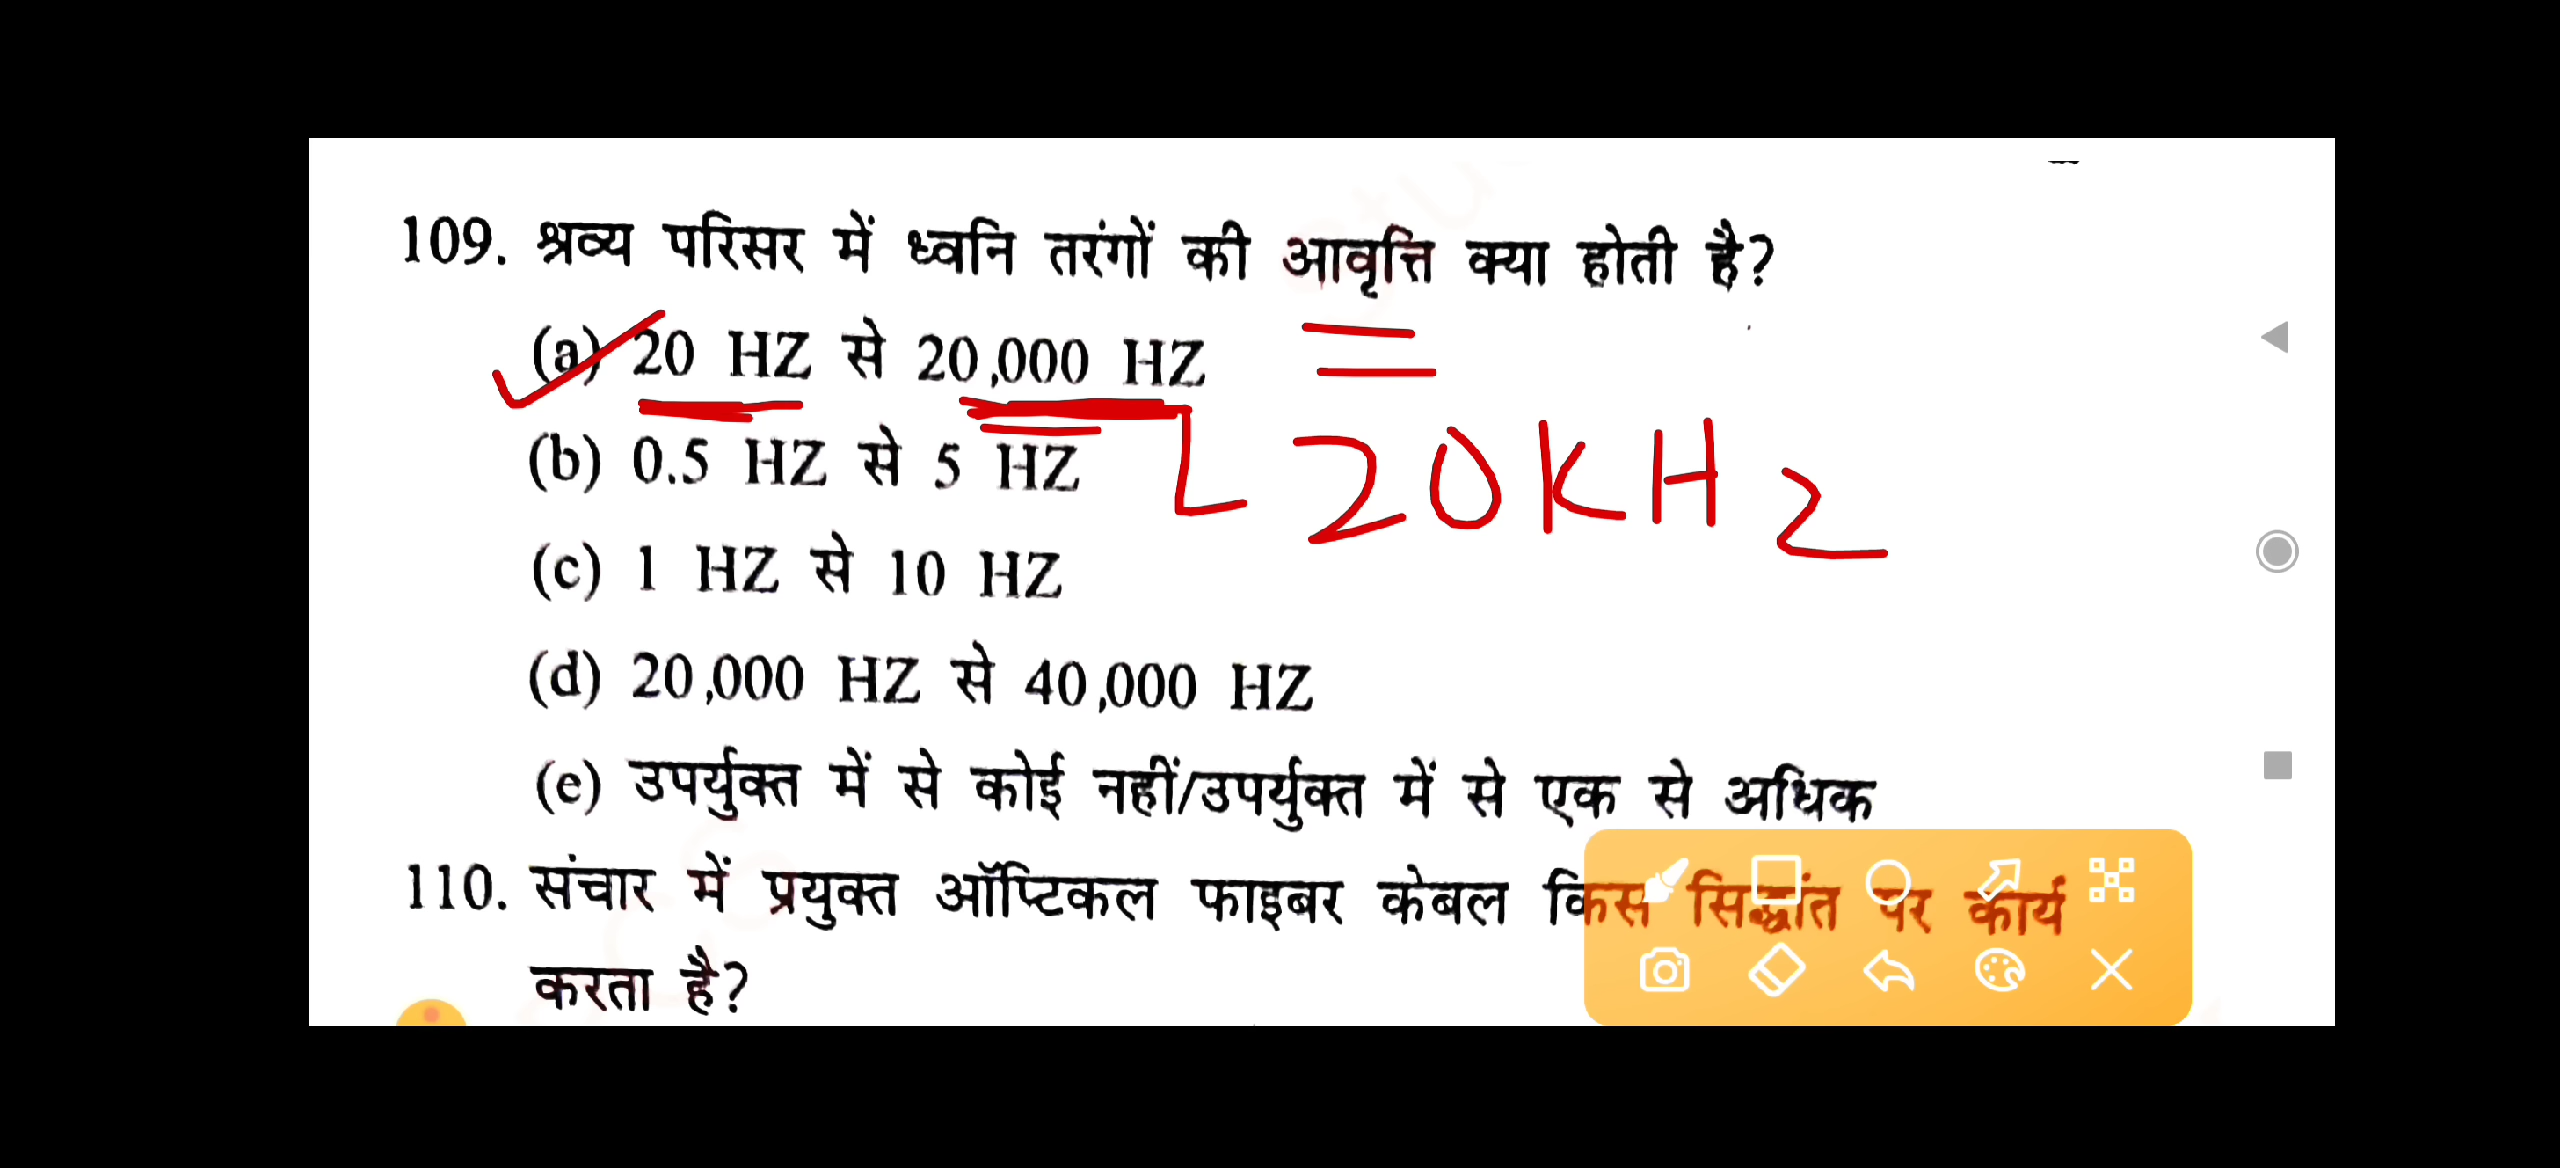 109. श्रव्य परिसर में ध्वनि तरंगों की आवृत्ति क्या होती है?
(a) 20 HZ से 20,000 HZ
20KHz
(b) 0.5 HZ से 5 HZ
(c) 1 HZ से 10 HZ
(d) 20,000 HZ से 40,000 HZ
(e) उपर्युक्त में से कोई नहीं/उपर्युक्त में से एक से अधिक
110. संचार में प्रयुक्त ऑप्टिकल फाइबर केबल किस सिद्धांत पर कार्य
करता है?